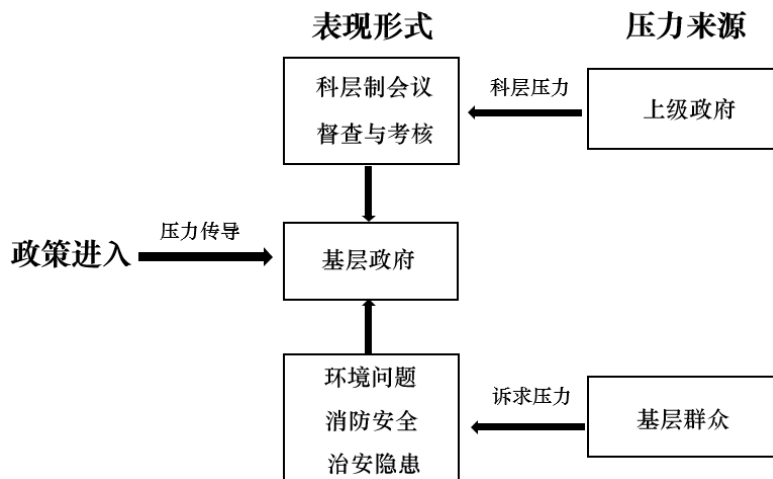 表现形式
压力来源
科层制会议
督查与考核
科层压力
上级政府
政策进入
压力传导
基层政府
环境问题
消防安全
治安隐患
诉求压力
基层群众